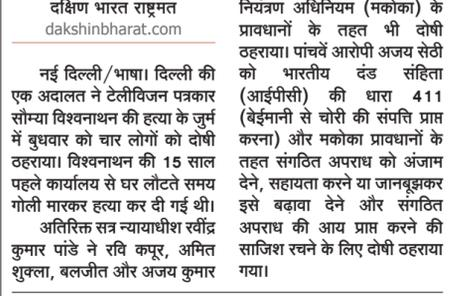 दक्षिण भारत राष्ट्रमत
dakshinbharat.com
नई दिल्ली/भाषा। दिल्ली की
एक अदालत ने टेलीविजन पत्रकार
सौम्या विश्वनाथन की हत्या के जुर्म
में बुधवार को चार लोगों को दोषी
ठहराया। विश्वनाथन की 15 साल
पहले कार्यालय से घर लौटते समय
गोली मारकर हत्या कर दी गई थी।
अतिरिक्त सत्र न्यायाधीश रवींद्र
कुमार पांडे ने रवि कपूर, अमित
शुक्ला, बलजीत और अजय कुमार
नियंत्रण अधिनियम (मकोका) के
प्रावधानों के तहत भी दोषी
ठहराया। पांचवें आरोपी अजय सेठी
को भारतीय दंड संहिता
(आईपीसी) की धारा 411
(बेईमानी से चोरी की संपत्ति प्राप्त
करना) और मकोका प्रावधानों के
तहत संगठित अपराध को अंजाम
देने, सहायता करने या जानबूझकर
इसे बढ़ावा देने और संगठित
अपराध की आय प्राप्त करने की
साजिश रचने के लिए दोषी ठहराया
गया।